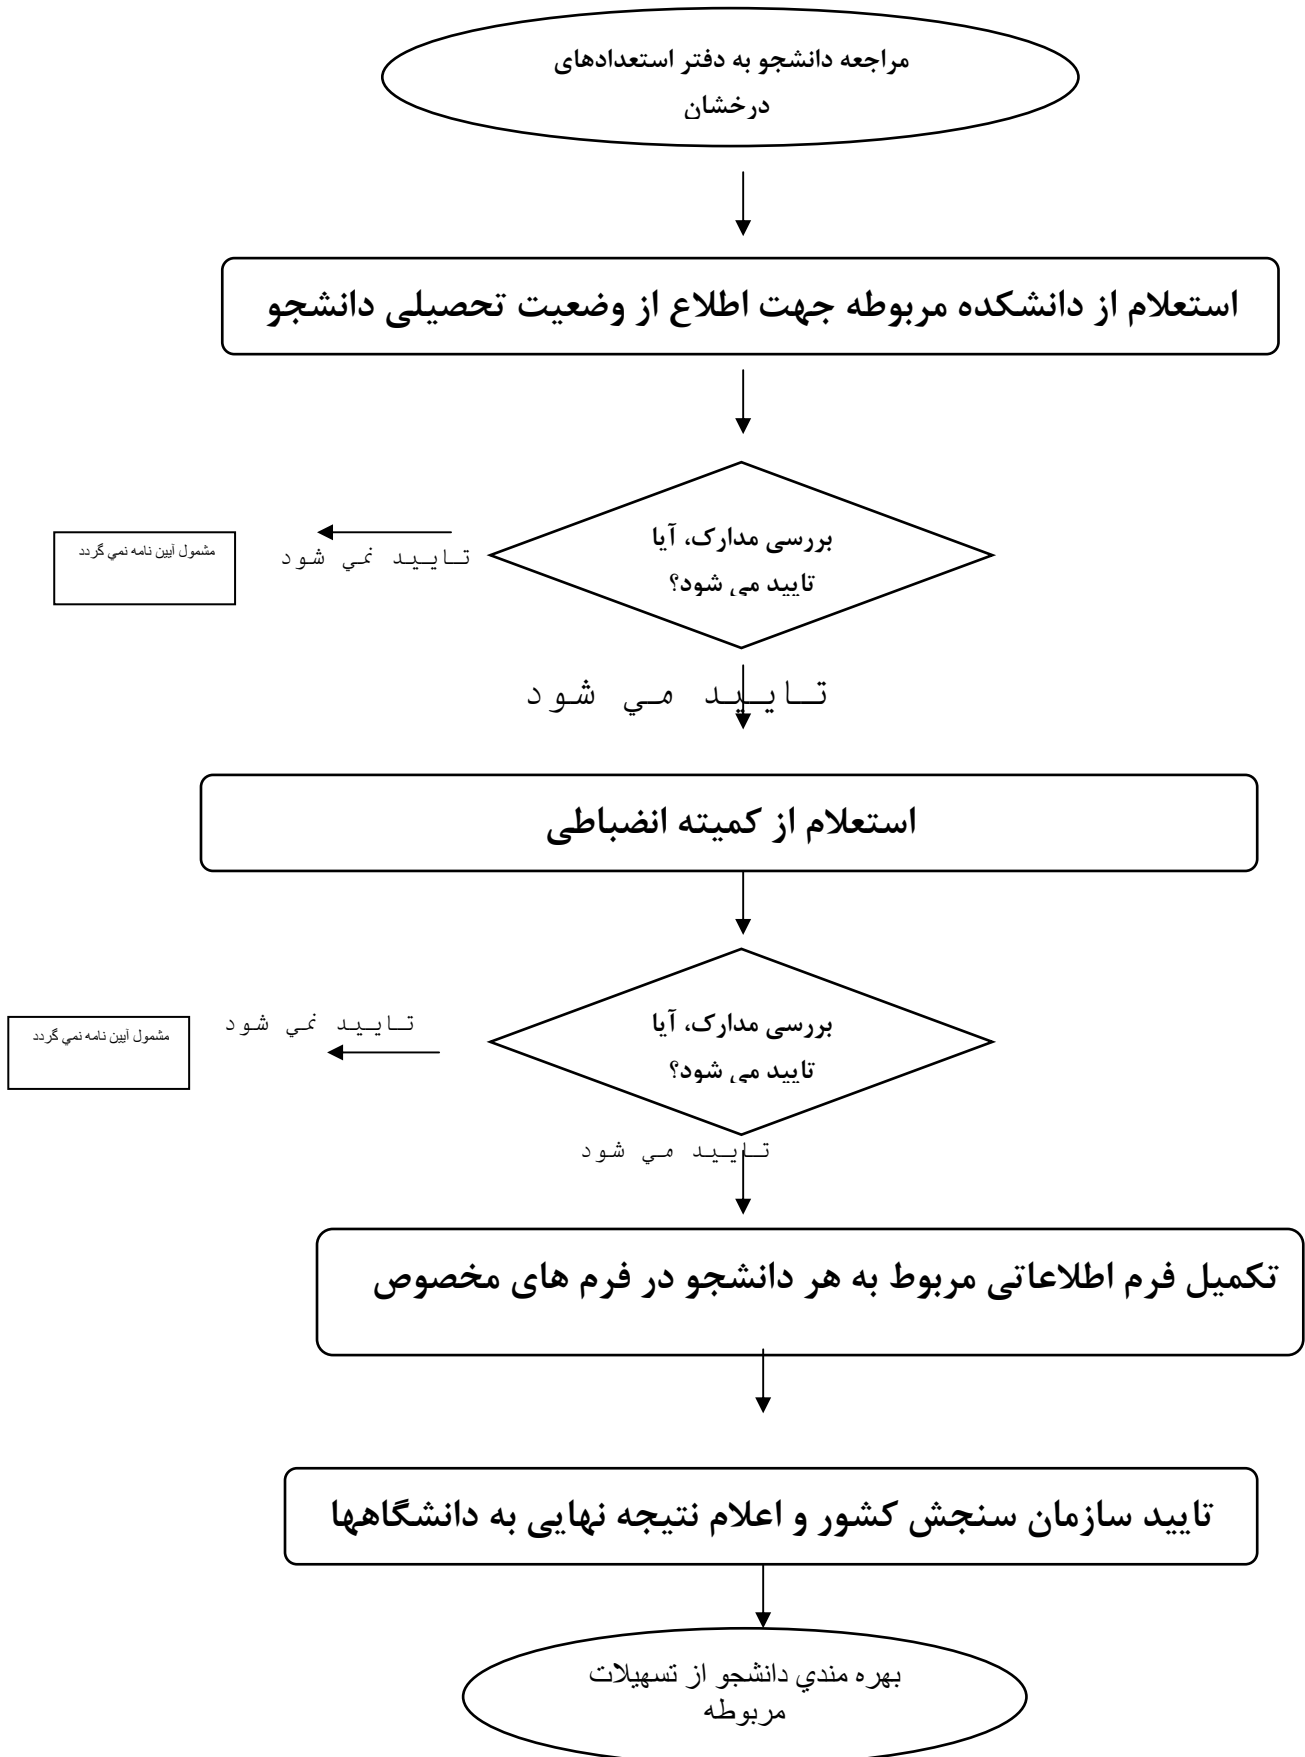 مراجعه دانشجو به دفتر استعدادهای
درخشان
استعلام از دانشکده مربوطه جهت اطلاع از وضعیت تحصیلی دانشجو
بررسی مدارک، آیا
تایید می شود؟
تاييد نمي شود
مشمول آيين نامه نمي گردد
تاييد مي شود
استعلام از کمیته انضباطی
بررسی مدارک، آیا
تایید می شود؟
تاييد نمي شود
مشمول آيين نامه نمي گردد
تاييد مي شود
تکمیل فرم اطلاعاتی مربوط به هر دانشجو در فرم های مخصوص
تایید سازمان سنجش کشور و اعلام نتیجه نهایی به دانشگاهها
بهره مندي دانشجو از تسهيلات
مربوطه